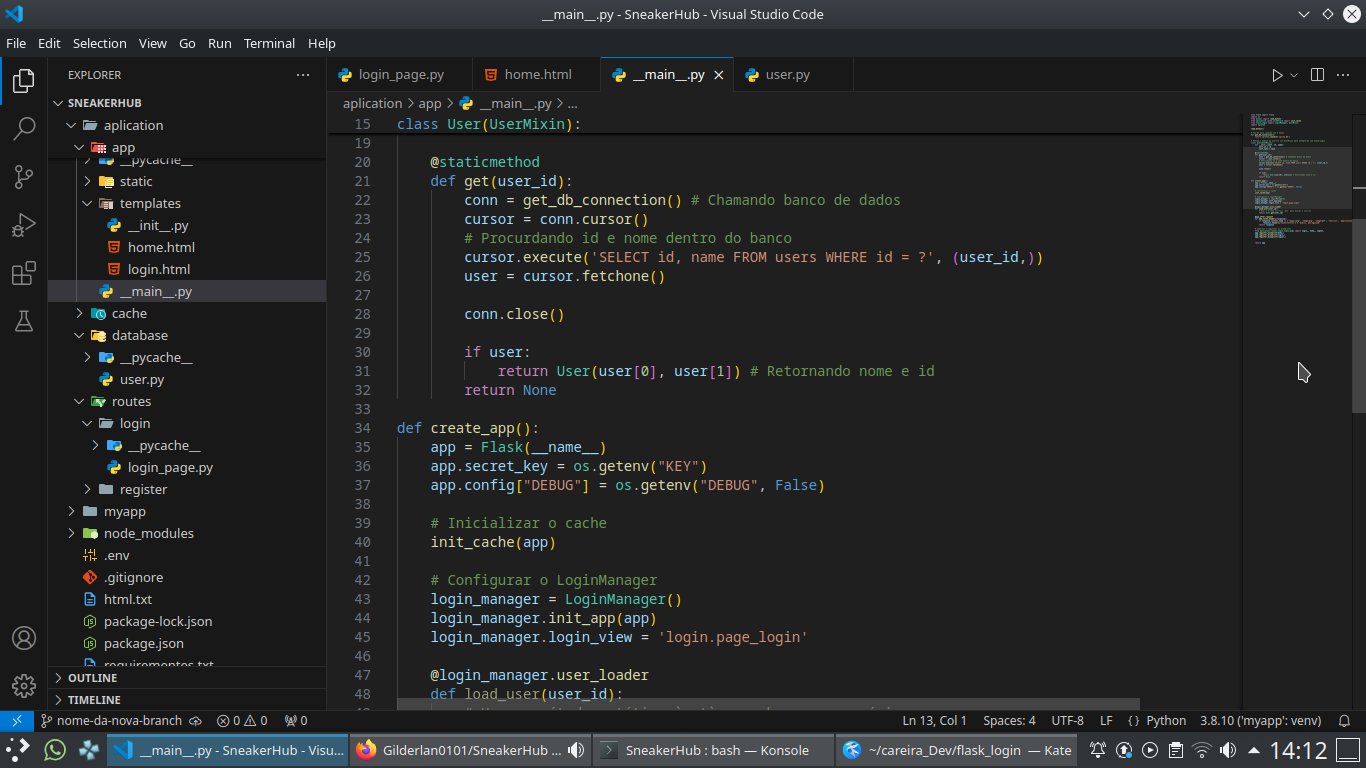 __main__.py - SneakerHub - Visual Studio Code
File Edit Selection View Go Run Terminal Help
EXPLORER
SNEAKERHUB
aplication
app
__pycache__
static
templates
__init__.py
home.html
login.html
__main__.py
cache
database
__pycache__
user.py
routes
login
__pycache__
login_page.py
register
myapp
node_modules
.env
.gitignore
html.txt
package-lock.json
package.json
requirementes.txt
OUTLINE
TIMELINE
login_page.py home.html __main__.py user.py
aplication > app > __main__.py > ...
15 class User(UserMixin):
19
20 @staticmethod
21 def get(user_id):
22 conn = get_db_connection() # Chamando banco de dados
23 cursor = conn.cursor()
24 # Procurdando id e nome dentro do banco
25 cursor.execute('SELECT id, name FROM users WHERE id = ?', (user_id,))
26 user = cursor.fetchone()
27
28 conn.close()
29
30 if user:
31 return User(user[0], user[1]) # Retornando nome e id
32 return None
33
34 def create_app():
35 app = Flask(__name__)
36 app.secret_key = os.getenv("KEY")
37 app.config["DEBUG"] = os.getenv("DEBUG", False)
38
39 # Inicializar o cache
40 init_cache(app)
41
42 # Configurar o LoginManager
43 login_manager = LoginManager()
44 login_manager.init_app(app)
45 login_manager.login_view = 'login.page_login'
46
47 @login_manager.user_loader
48 def load_user(user_id):
nome-da-nova-branch 0 0 0 Ln 13, Col 1 Spaces: 4 UTF-8 LF {} Python 3.8.10 ('myapp': venv)
__main__.py - SneakerHub - Visu... Gilderlan0101/SneakerHub ... SneakerHub : bash — Konsole ~/careira_Dev/flask_login — Kate 14:12